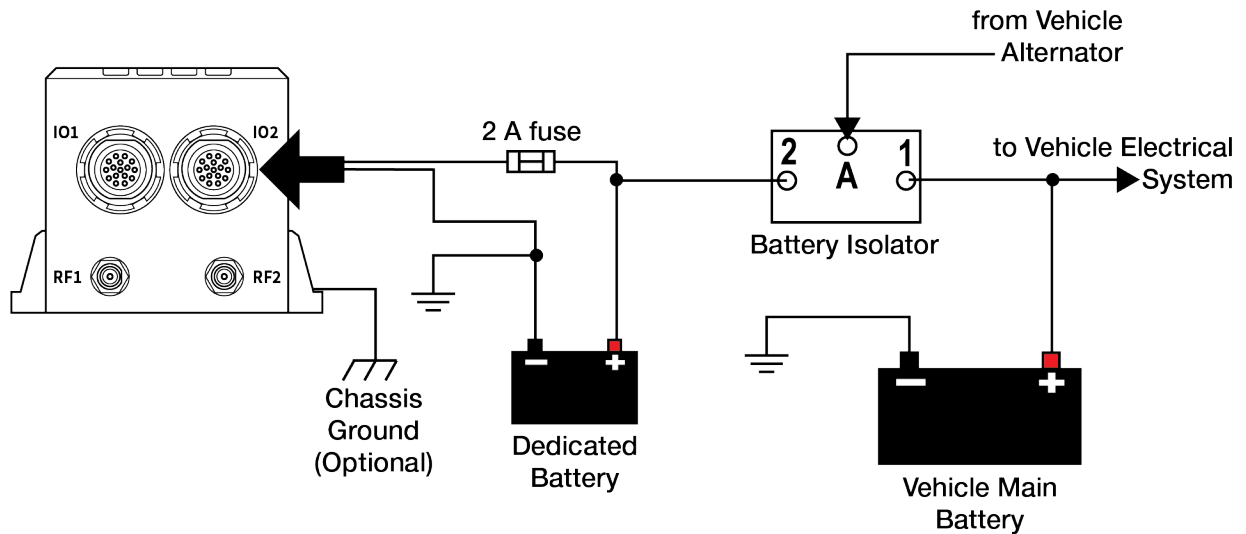 from Vehicle
Alternator
IO1
IO2
2 A fuse
2
A
1
to Vehicle Electrical
System
Battery Isolator
RF1
RF2
Chassis
Ground
(Optional)
Dedicated
Battery
Vehicle Main
Battery